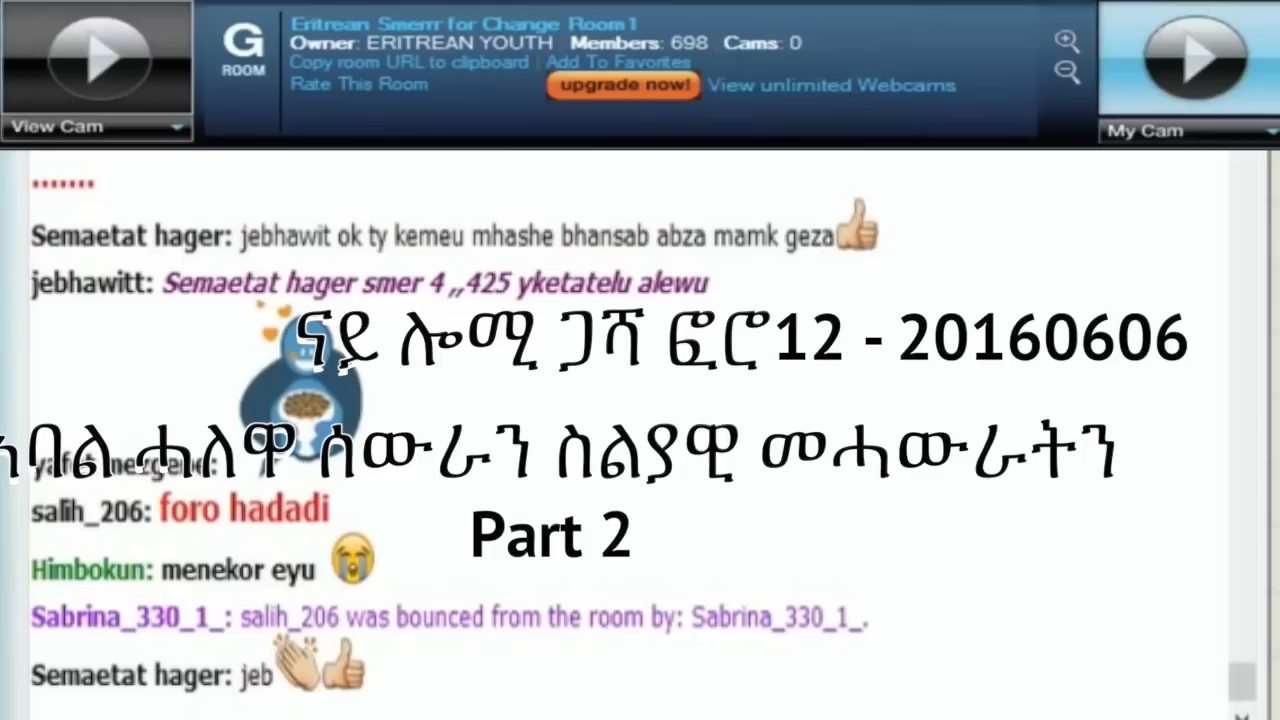 Eritrean Smerrr for Change Room1
G Owner: ERITREAN YOUTH Members: 698 Cams: 0
ROOM Copy room URL to clipboard | Add To Favorites
Rate This Room upgrade now! View unlimited Webcams
View Cam
My Cam
.......
Semaetat hager: jebhawit ok ty kemeu mhashe bhansab abza mamk geza
jebhawitt: Semaetat hager smer 4 ,,425 yketatelu alewu
ናይ ሎሚ ጋሻ ፎሮ12 - 20160606
ሓለዋ ሰውራን ስልያዊ መሓውራትን
salih_206: foro hadadi
Part 2
Himbokun: menekor eyu
Sabrina_330_1_: salih_206 was bounced from the room by: Sabrina_330_1_.
Semaetat hager: jeb